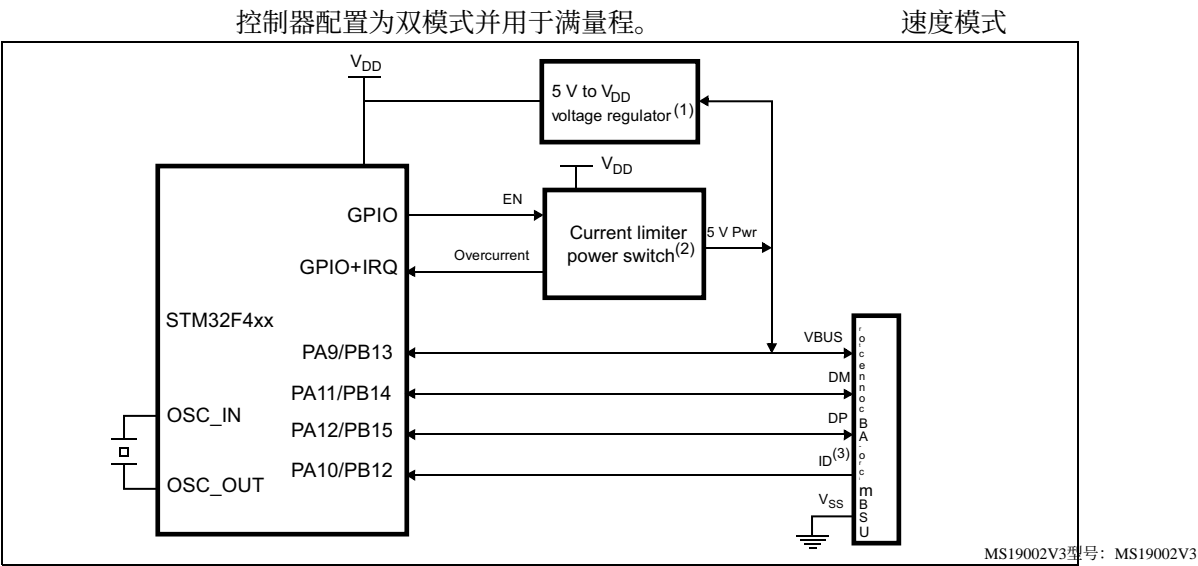 控制器配置为双模式并用于满量程。 速度模式
VDD
5 V to VDD
voltage regulator(1)
VDD
GPIO
EN
Current limiter
power switch(2)
5 V Pwr
GPIO+IRQ
Overcurrent
STM32F4xx
PA9/PB13
VBUS
PA11/PB14
DM
OSC_IN
PA12/PB15
DP
PA10/PB12
ID(3)
OSC_OUT
VSS
USB micro-AB connector
MS19002V3型号：MS19002V3